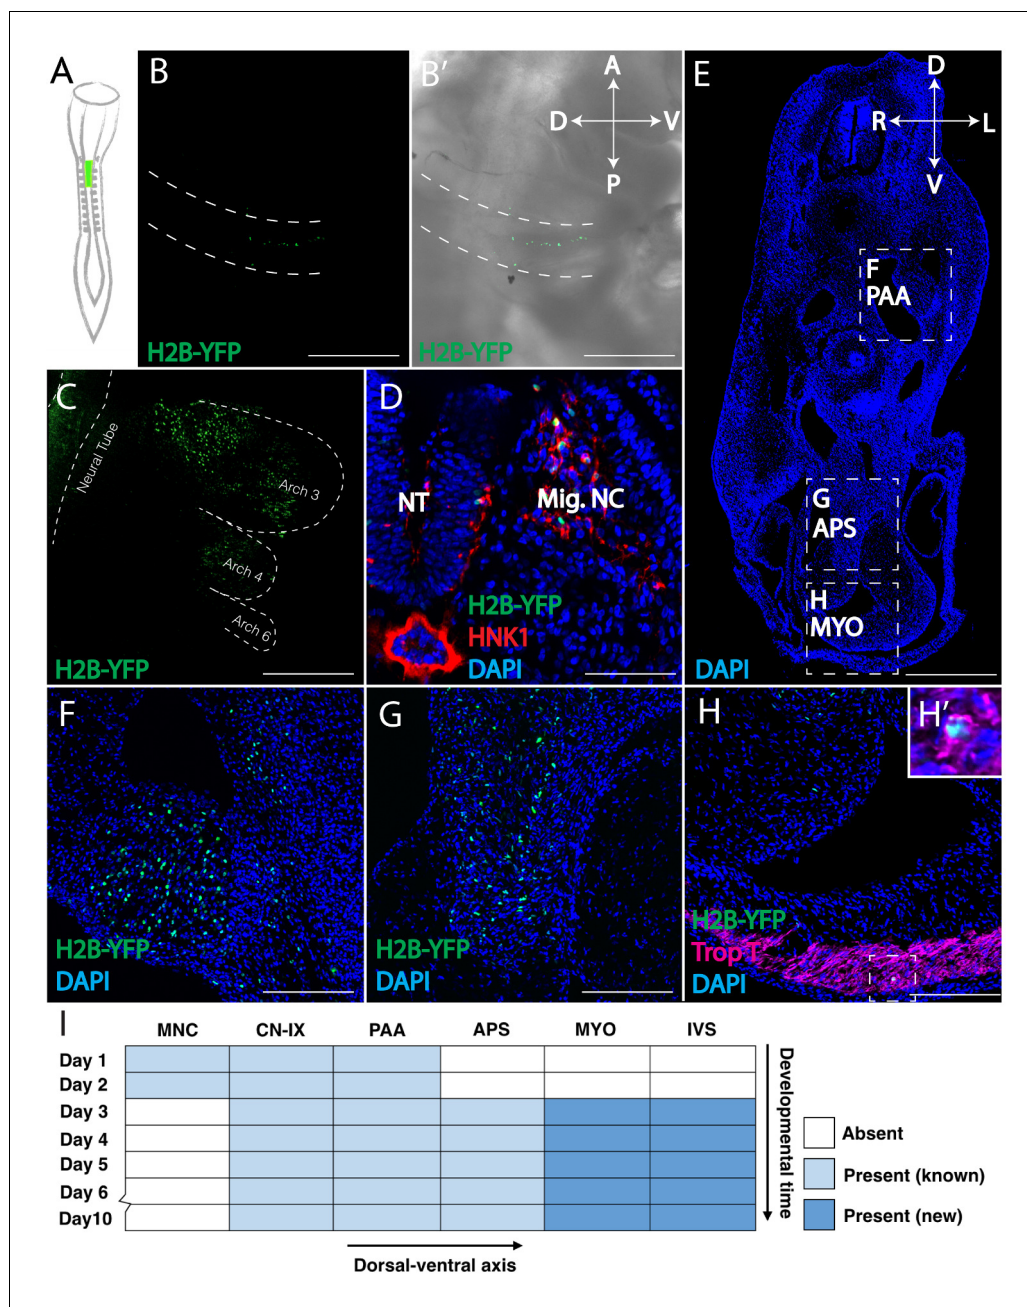 A
B
H2B-YFP
B′
A
D
V
P
H2B-YFP
E
D
R
L
V
F
PAA
G
APS
H
MYO
DAPI
C
Neural Tube
Arch 3
Arch 4
Arch 6
H2B-YFP
D
NT
Mig. NC
H2B-YFP
HNK1
DAPI
F
H2B-YFP
DAPI
G
H2B-YFP
DAPI
H
H′
H2B-YFP
Trop T
DAPI
I
MNC CN-IX PAA APS MYO IVS
Day 1
Day 2
Day 3
Day 4
Day 5
Day 6
Day10
Developmental time
Absent
Present (known)
Present (new)
Dorsal-ventral axis